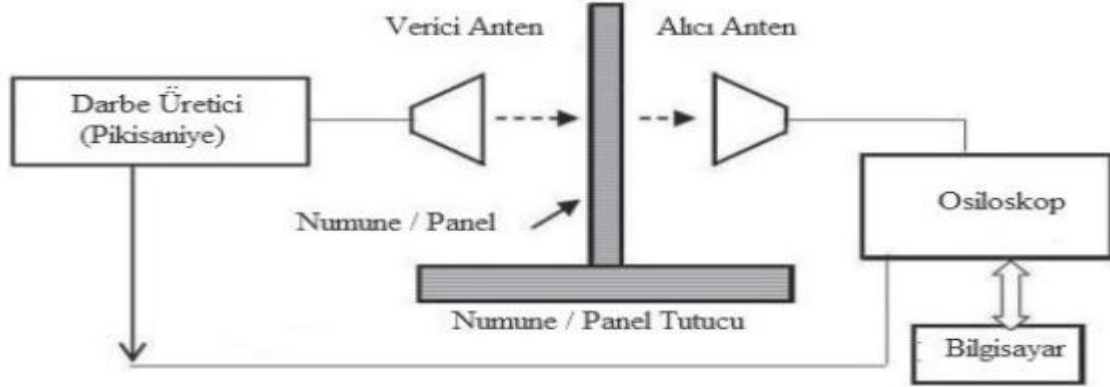 Verici Anten
Alıcı Anten
Darbe Üretici
(Pikisaniye)
Numune / Panel
Osiloskop
Numune / Panel Tutucu
Bilgisayar